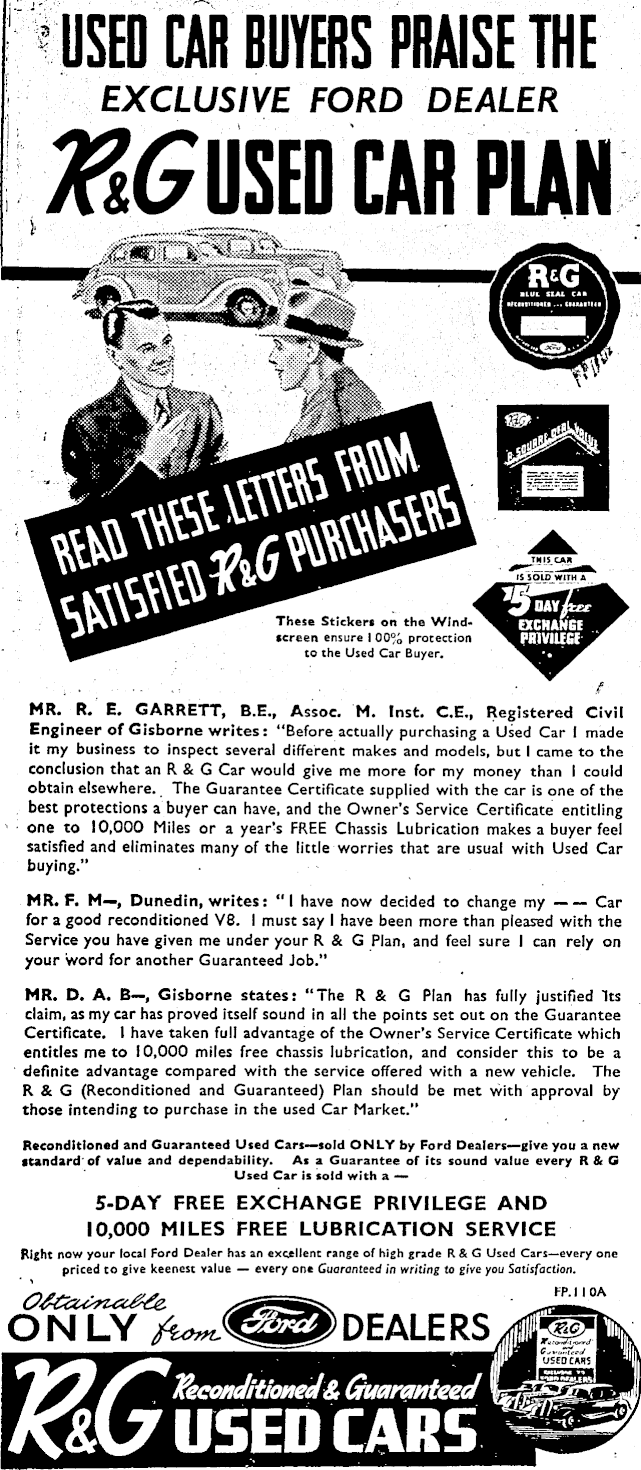 USED CAR BUYERS PRAISE THE
EXCLUSIVE FORD DEALER
R&G USED CAR PLAN
R&G
BLUE SEAL CAR
RECONDITIONED ... GUARANTEED
Ford
R&G
A SQUARE DEAL VALUE
READ THESE LETTERS FROM
SATISFIED R&G PURCHASERS
THIS CAR
IS SOLD WITH A
5 DAY free
EXCHANGE
PRIVILEGE
These Stickers on the Wind-
screen ensure 100% protection
to the Used Car Buyer.
MR. R. E. GARRETT, B.E., Assoc. M. Inst. C.E., Registered Civil
Engineer of Gisborne writes: "Before actually purchasing a Used Car I made
it my business to inspect several different makes and models, but I came to the
conclusion that an R & G Car would give me more for my money than I could
obtain elsewhere. The Guarantee Certificate supplied with the car is one of the
best protections a buyer can have, and the Owner's Service Certificate entitling
one to 10,000 Miles or a year's FREE Chassis Lubrication makes a buyer feel
satisfied and eliminates many of the little worries that are usual with Used Car
buying."
MR. F. M—, Dunedin, writes: "I have now decided to change my — — Car
for a good reconditioned V8. I must say I have been more than pleased with the
Service you have given me under your R & G Plan, and feel sure I can rely on
your word for another Guaranteed Job."
MR. D. A. B—, Gisborne states: "The R & G Plan has fully justified its
claim, as my car has proved itself sound in all the points set out on the Guarantee
Certificate. I have taken full advantage of the Owner's Service Certificate which
entitles me to 10,000 miles free chassis lubrication, and consider this to be a
definite advantage compared with the service offered with a new vehicle. The
R & G (Reconditioned and Guaranteed) Plan should be met with approval by
those intending to purchase in the used Car Market."
Reconditioned and Guaranteed Used Cars—sold ONLY by Ford Dealers—give you a new
standard of value and dependability. As a Guarantee of its sound value every R & G
Used Car is sold with a —
5-DAY FREE EXCHANGE PRIVILEGE AND
10,000 MILES FREE LUBRICATION SERVICE
Right now your local Ford Dealer has an excellent range of high grade R & G Used Cars—every one
priced to give keenest value — every one Guaranteed in writing to give you Satisfaction.
FP.110A
Obtainable
ONLY from Ford DEALERS
R&G
Reconditioned
and
Guaranteed
USED CARS
R&G Reconditioned & Guaranteed
USED CARS